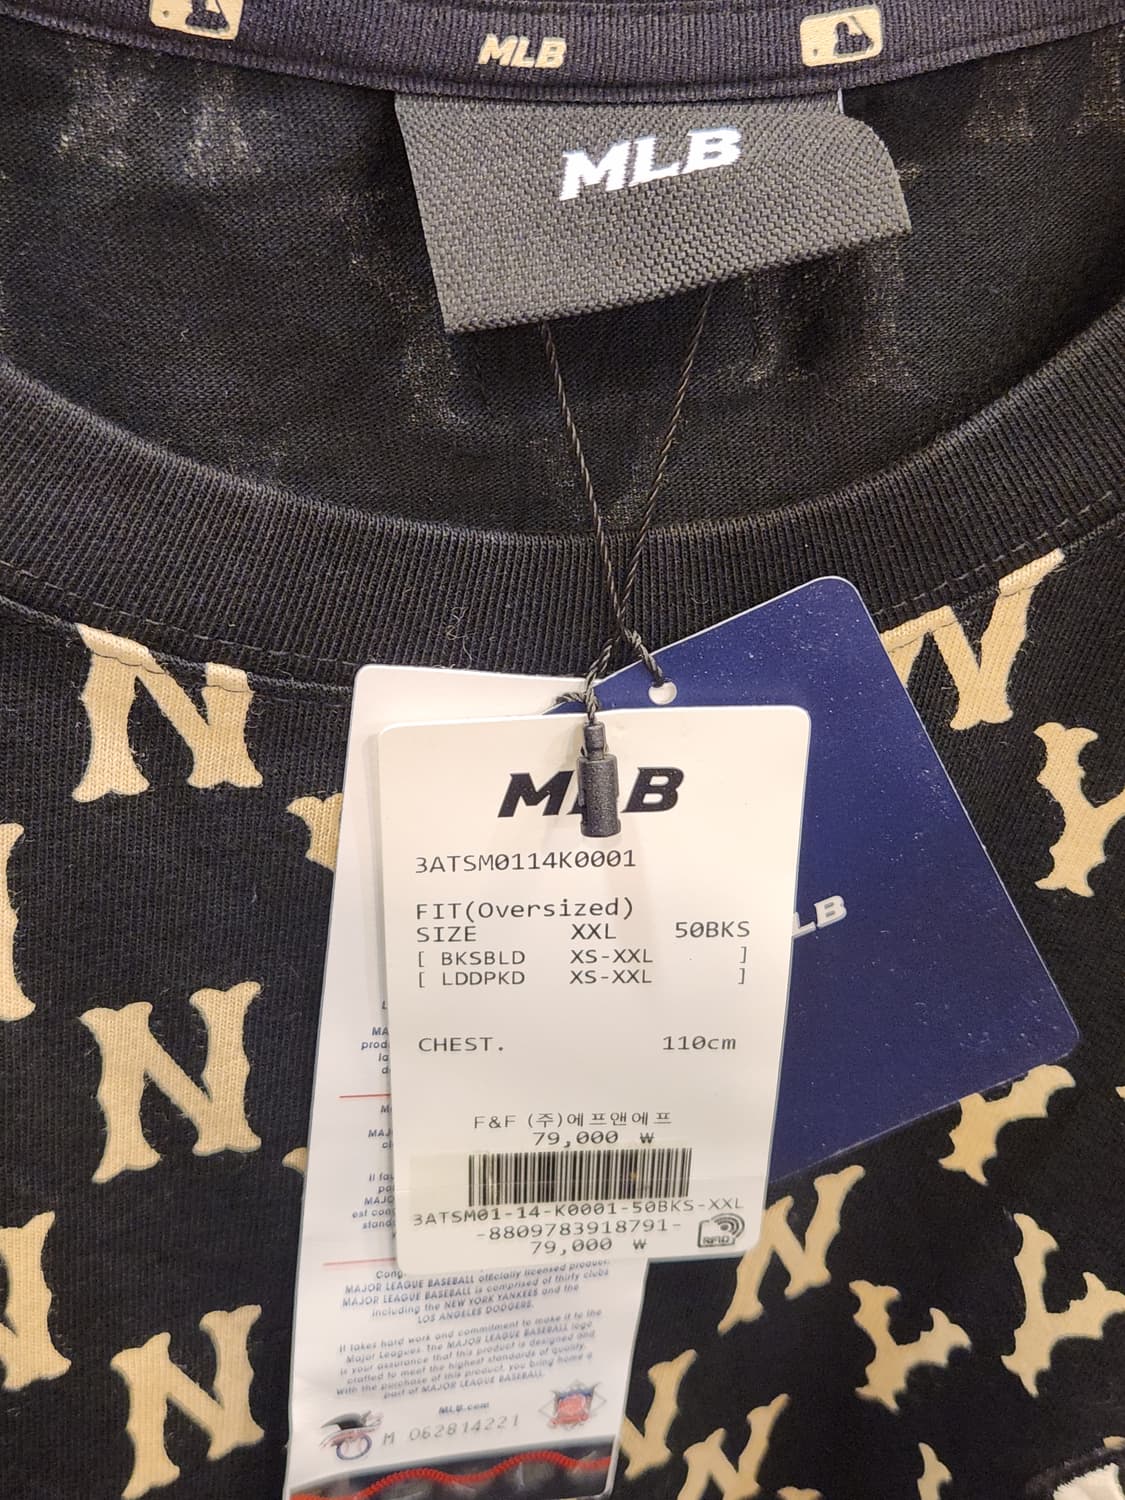 MLB
MLB
MLB
3ATSM0114K0001
FIT(Oversized)
SIZE XXL 50BKS
[ BKSBLD XS-XXL ]
[ LDDPKD XS-XXL ]
CHEST. 110cm
F&F (주)에프앤에프
79,000 ₩
3ATSM01-14-K0001-50BKS-XXL
-8809783918791-
79,000 ₩
RFID
LB
MAJOR LEAGUE BASEBALL officially licensed product.
MAJOR LEAGUE BASEBALL is comprised of thirty clubs
including the NEW YORK YANKEES and the
LOS ANGELES DODGERS.
It takes hard work and commitment to make it to the
Major Leagues. The MAJOR LEAGUE BASEBALL logo
is your assurance that this product is designed and
crafted to meet the highest standards of quality.
With the purchase of this product, you bring home a
part of MAJOR LEAGUE BASEBALL.
MLB.com
M 062814221